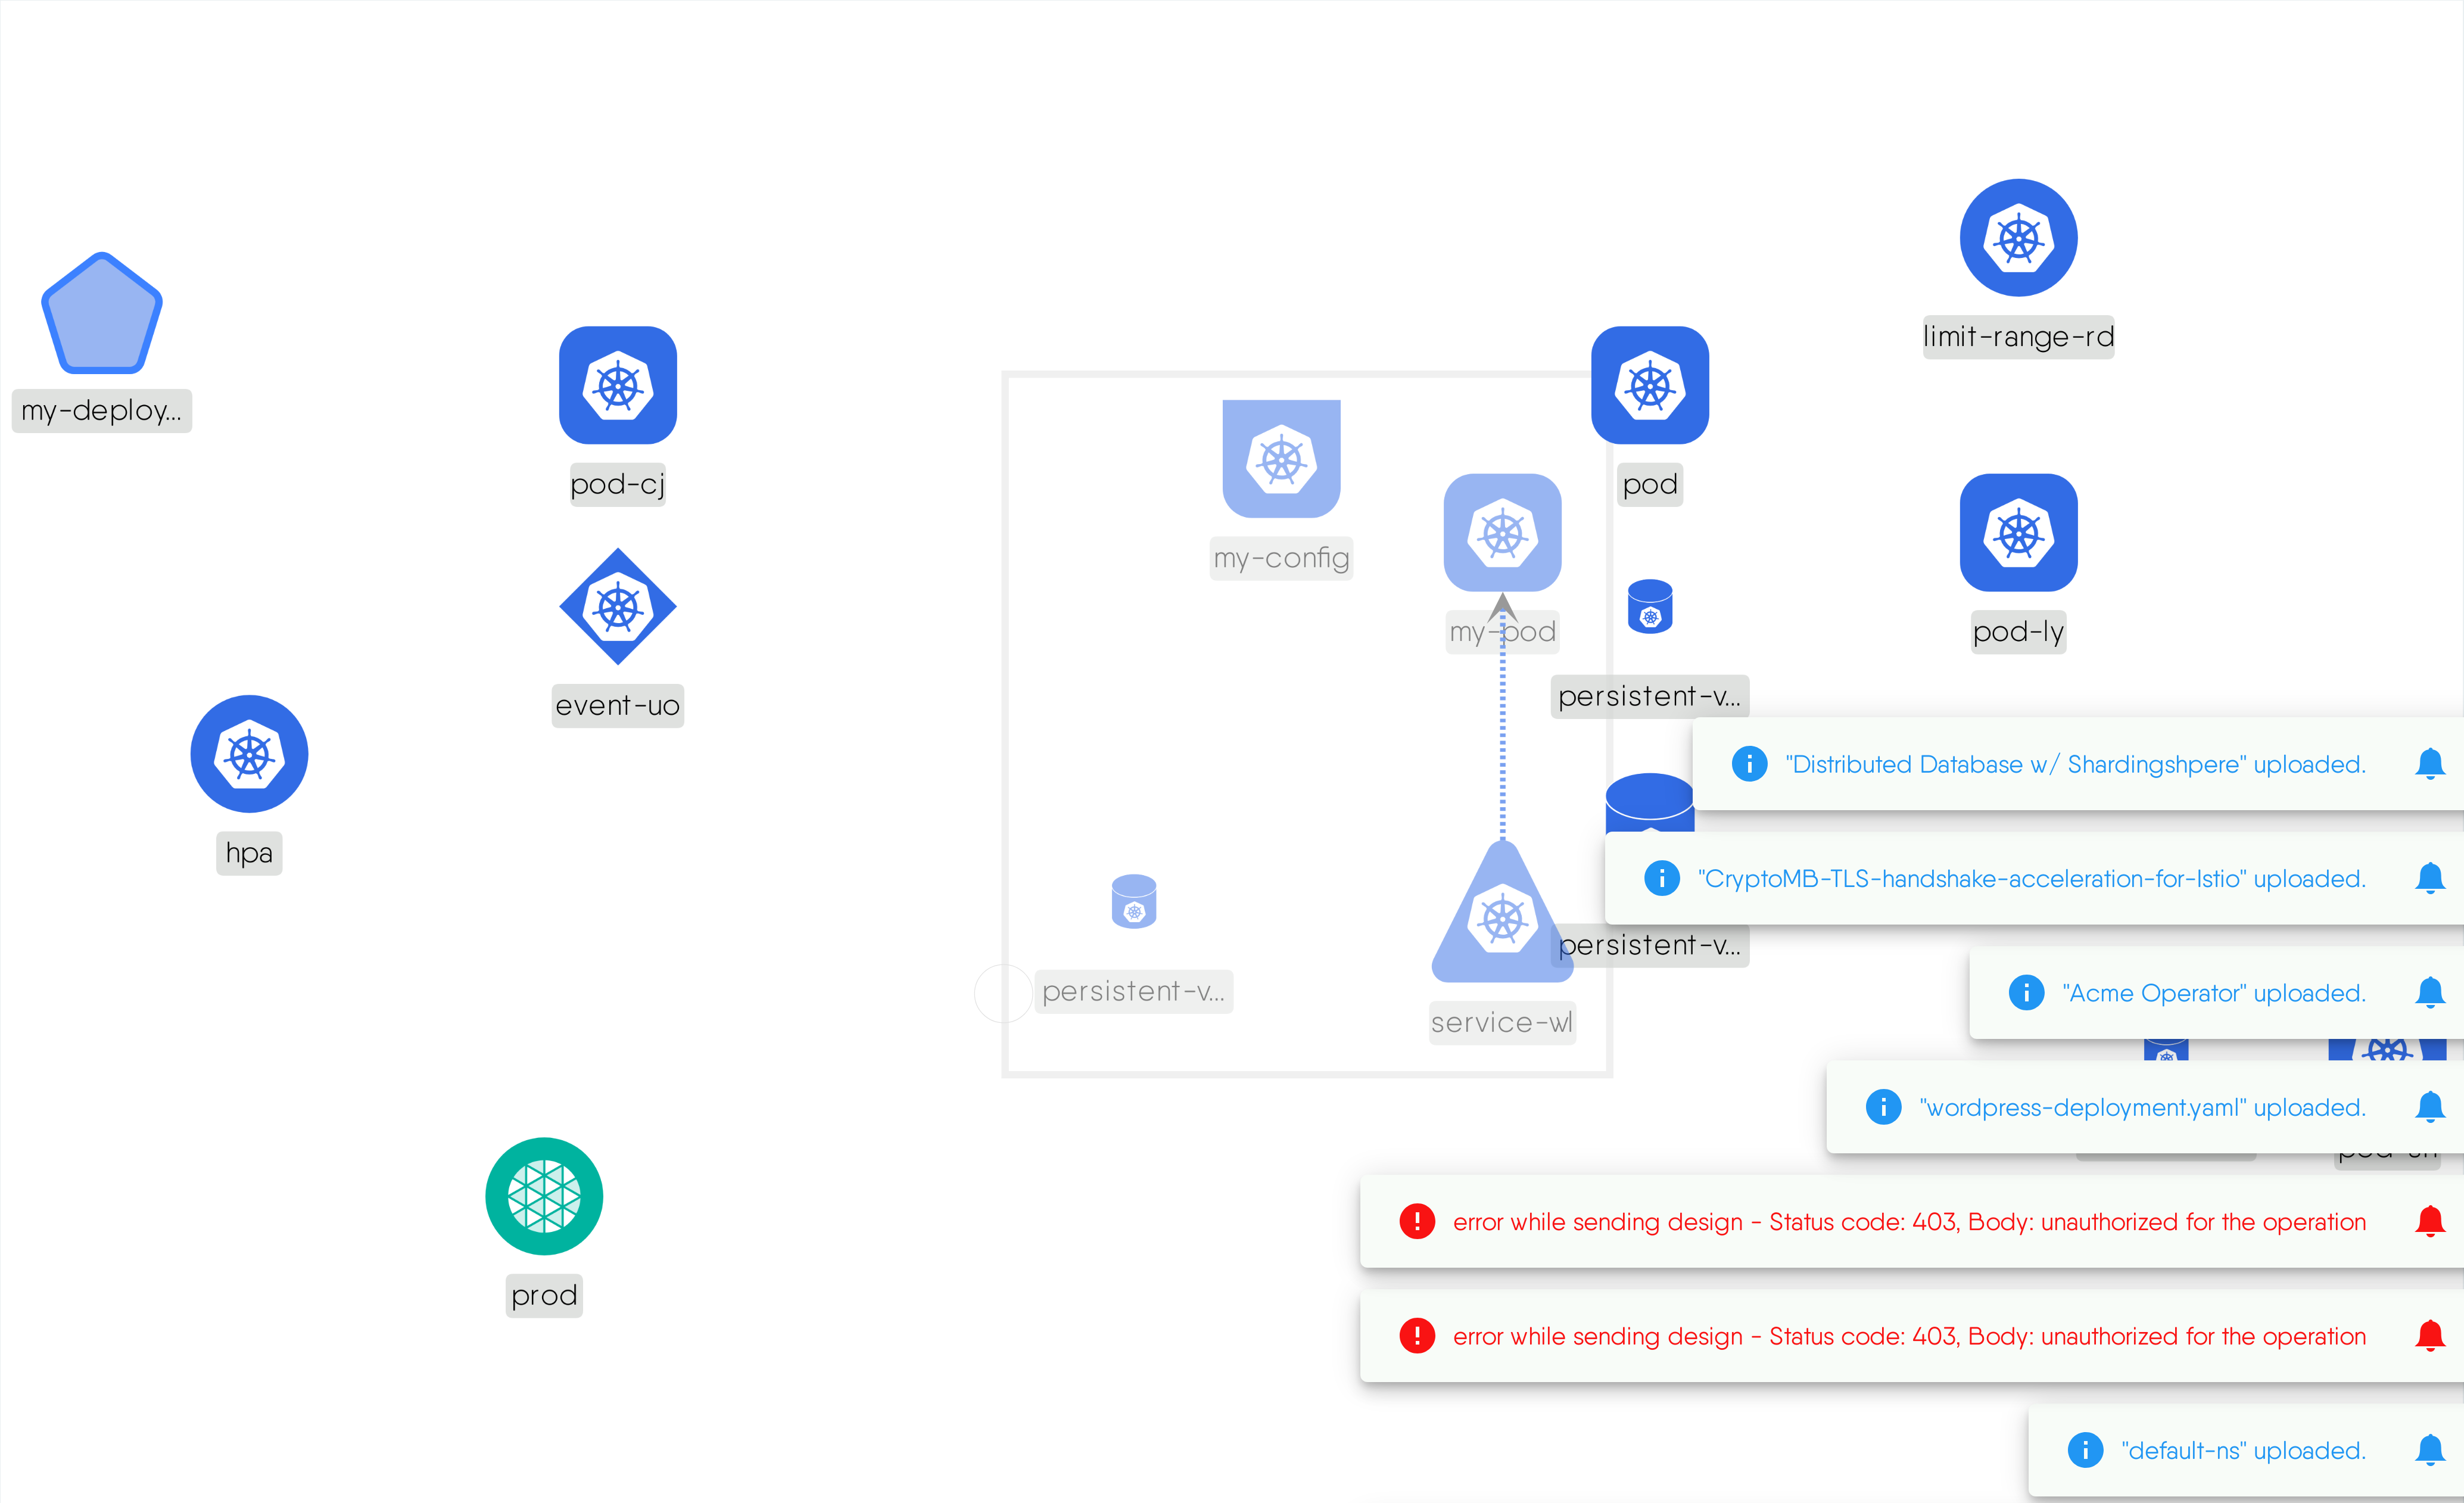 limit-range-rd
my-deploy...
pod-cj
pod
my-config
my-pod
pod-ly
persistent-v...
event-uo
"Distributed Database w/ Shardingshpere" uploaded.
hpa
"CryptoMB-TLS-handshake-acceleration-for-Istio" uploaded.
persistent-v...
persistent-v...
"Acme Operator" uploaded.
service-wl
"wordpress-deployment.yaml" uploaded.
error while sending design - Status code: 403, Body: unauthorized for the operation
prod
error while sending design - Status code: 403, Body: unauthorized for the operation
"default-ns" uploaded.